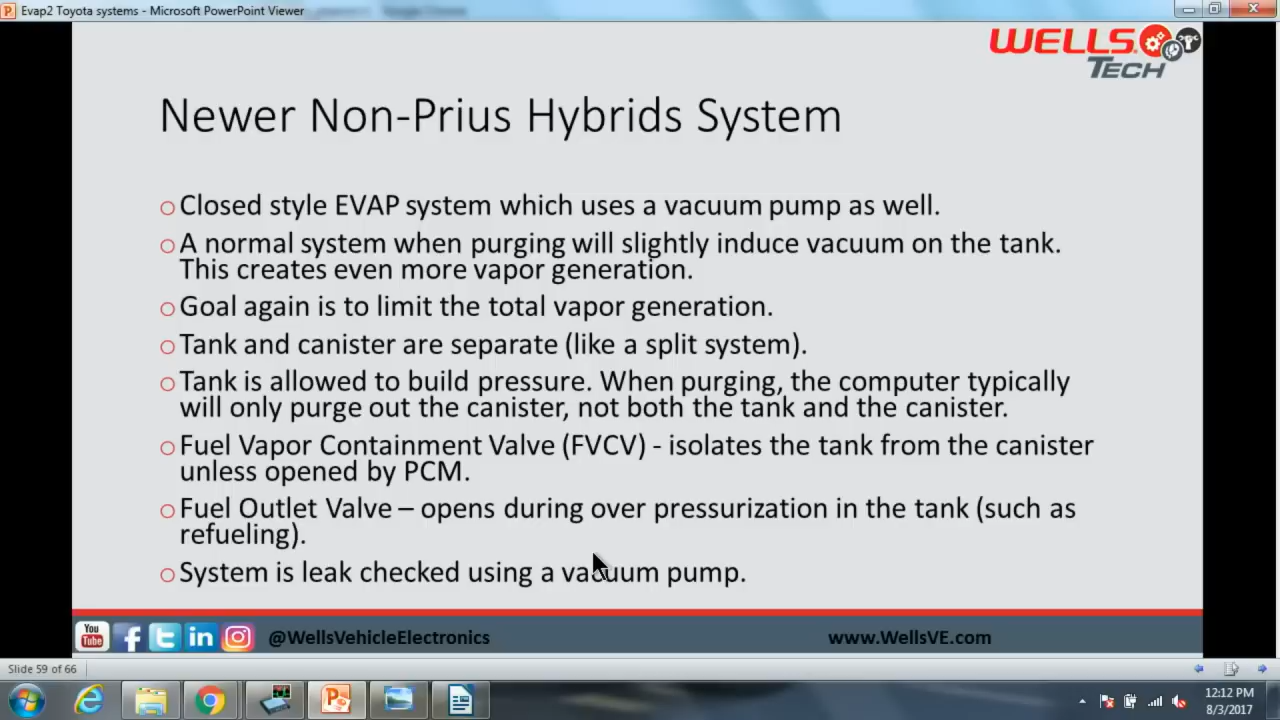 Evap2 Toyota systems - Microsoft PowerPoint Viewer
WELLS
TECH
Newer Non-Prius Hybrids System
Closed style EVAP system which uses a vacuum pump as well.
A normal system when purging will slightly induce vacuum on the tank.
This creates even more vapor generation.
Goal again is to limit the total vapor generation.
Tank and canister are separate (like a split system).
Tank is allowed to build pressure. When purging, the computer typically
will only purge out the canister, not both the tank and the canister.
Fuel Vapor Containment Valve (FVCV) - isolates the tank from the canister
unless opened by PCM.
Fuel Outlet Valve – opens during over pressurization in the tank (such as
refueling).
System is leak checked using a vacuum pump.
You
Tube
@WellsVehicleElectronics
www.WellsVE.com
Slide 59 of 66
12:12 PM
8/3/2017